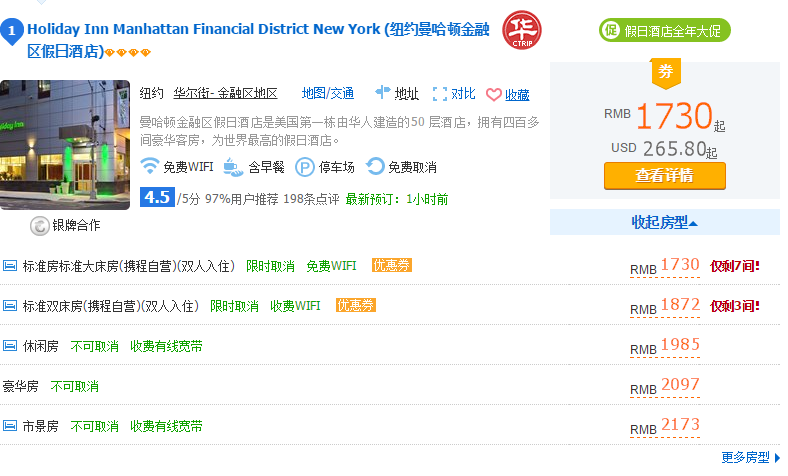 1
Holiday Inn Manhattan Financial District New York (纽约曼哈顿金融
区假日酒店)
华
CTRIP
促 假日酒店全年大促
纽约 华尔街- 金融区地区 地图/交通 地址 对比 收藏
曼哈顿金融区假日酒店是美国第一栋由华人建造的50 层酒店，拥有四百多
间豪华客房，为世界最高的假日酒店。
免费WIFI 含早餐 P 停车场 免费取消
4.5 /5分 97%用户推荐 198条点评 最新预订：1小时前
银牌合作
券
RMB 1730起
USD 265.80起
查看详情
收起房型
标准房标准大床房(携程自营)(双人入住) 限时取消 免费WIFI 优惠券 RMB 1730 仅剩7间!
标准双床房(携程自营)(双人入住) 限时取消 收费WIFI 优惠券 RMB 1872 仅剩3间!
休闲房 不可取消 收费有线宽带 RMB 1985
豪华房 不可取消 RMB 2097
市景房 不可取消 收费有线宽带 RMB 2173
更多房型